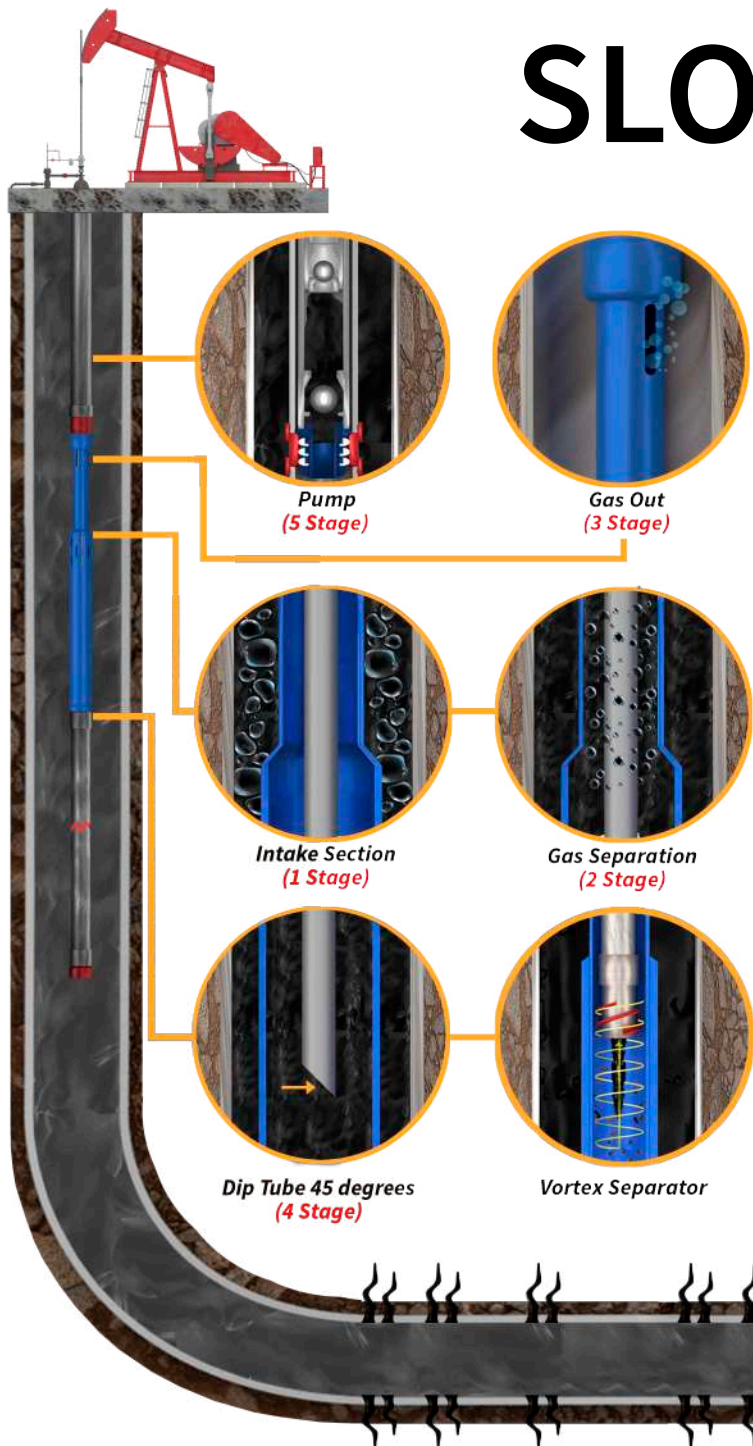 SLO
Pump
(5 Stage)
Gas Out
(3 Stage)
Intake Section
(1 Stage)
Gas Separation
(2 Stage)
Dip Tube 45 degrees
(4 Stage)
Vortex Separator